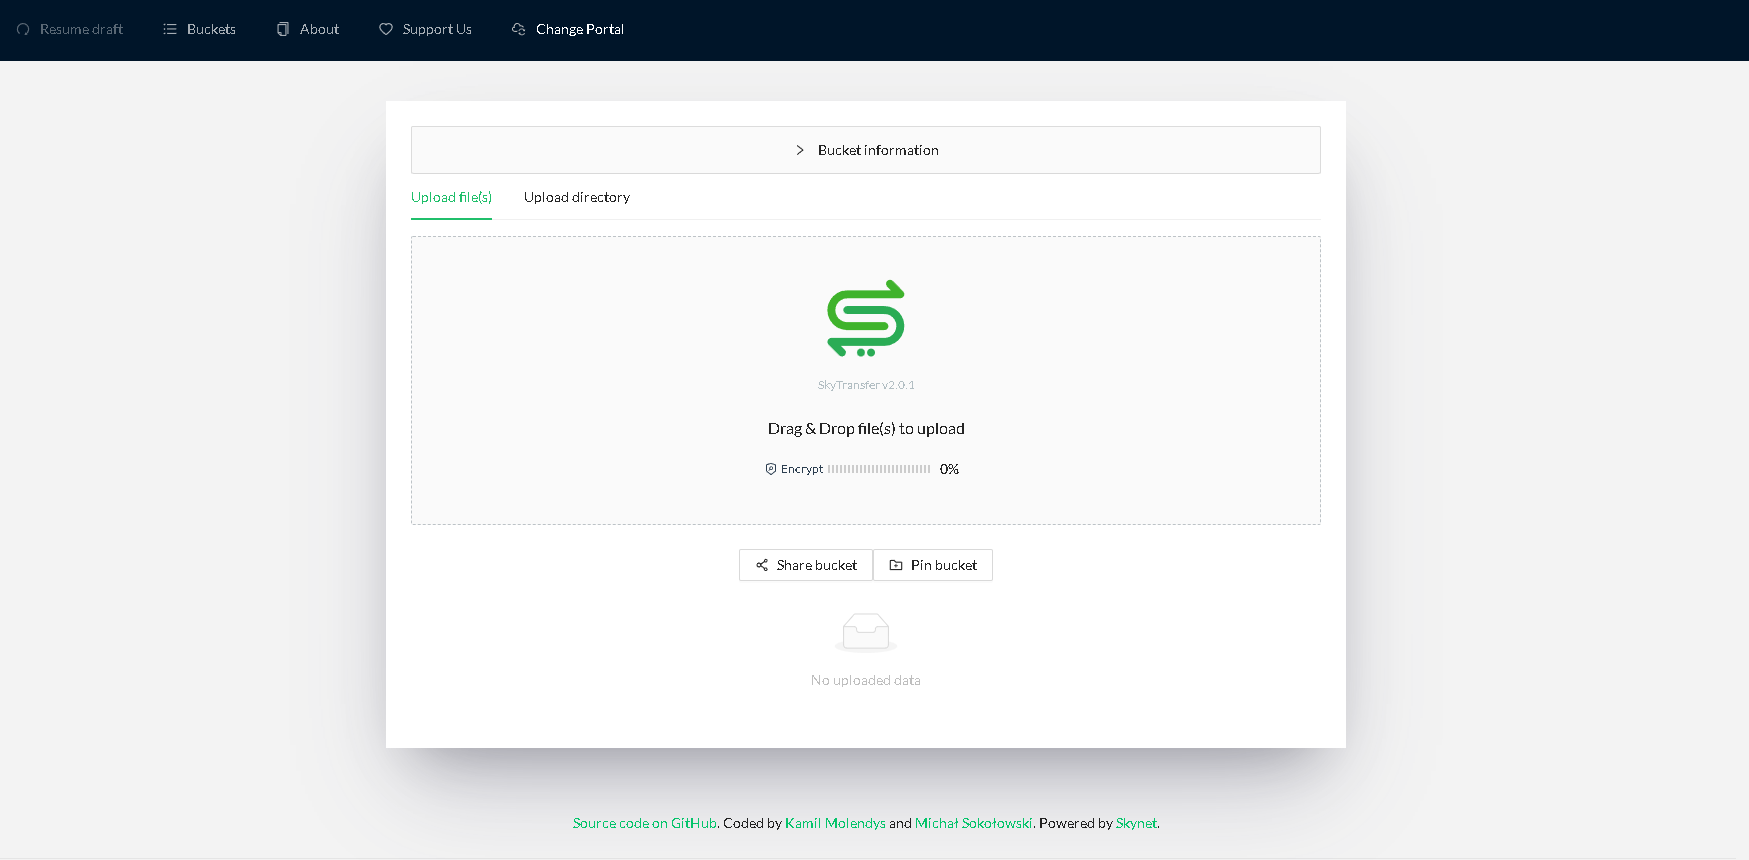 Resume draft Buckets About Support Us Change Portal
Bucket information
Upload file(s) Upload directory
SkyTransfer v2.0.1
Drag & Drop file(s) to upload
Encrypt 0%
Share bucket Pin bucket
No uploaded data
Source code on GitHub. Coded by Kamil Molendys and Michał Sokołowski. Powered by Skynet.